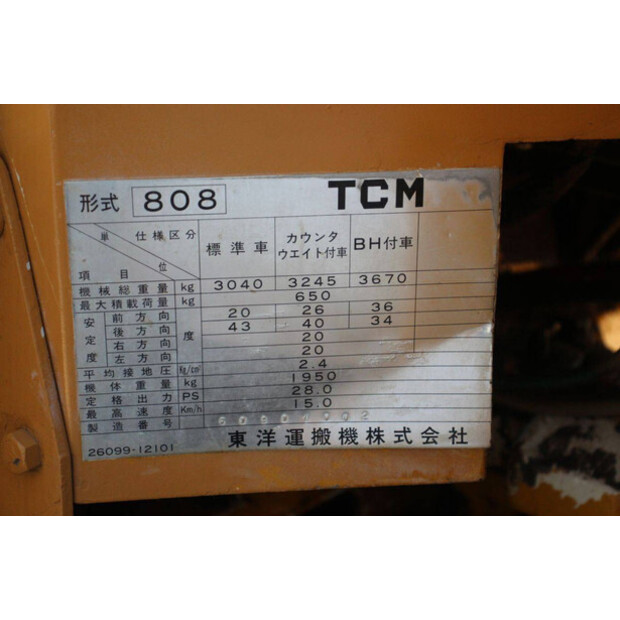 形式 808 TCM
単位 仕様区分 項目 標準車 カウンタウエイト付車 BH付車
機械総重量 kg 3040 3245 3670
最大積載荷量 kg 650
安定度 前方向 度 20 26 36
後方向 43 40 34
右方向 20
左方向 20
平均接地圧 kg/cm² 2.4
機体重量 kg 1950
定格出力 PS 28.0
最高速度 Km/h 15.0
製造番号
26099-12101 東洋運搬機株式会社